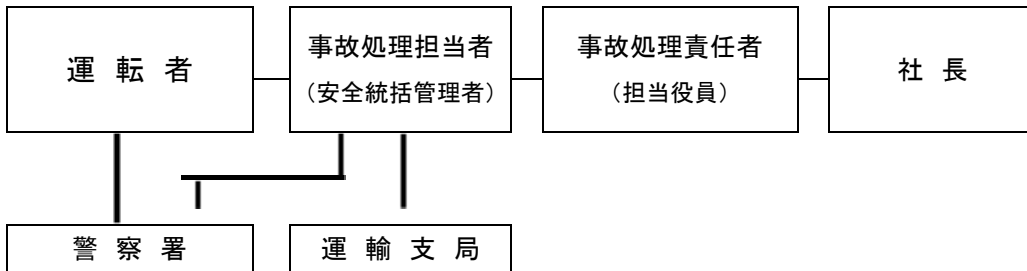 運転者
事故処理担当者
（安全統括管理者）
事故処理責任者
（担当役員）
社長
警察署
運輸支局